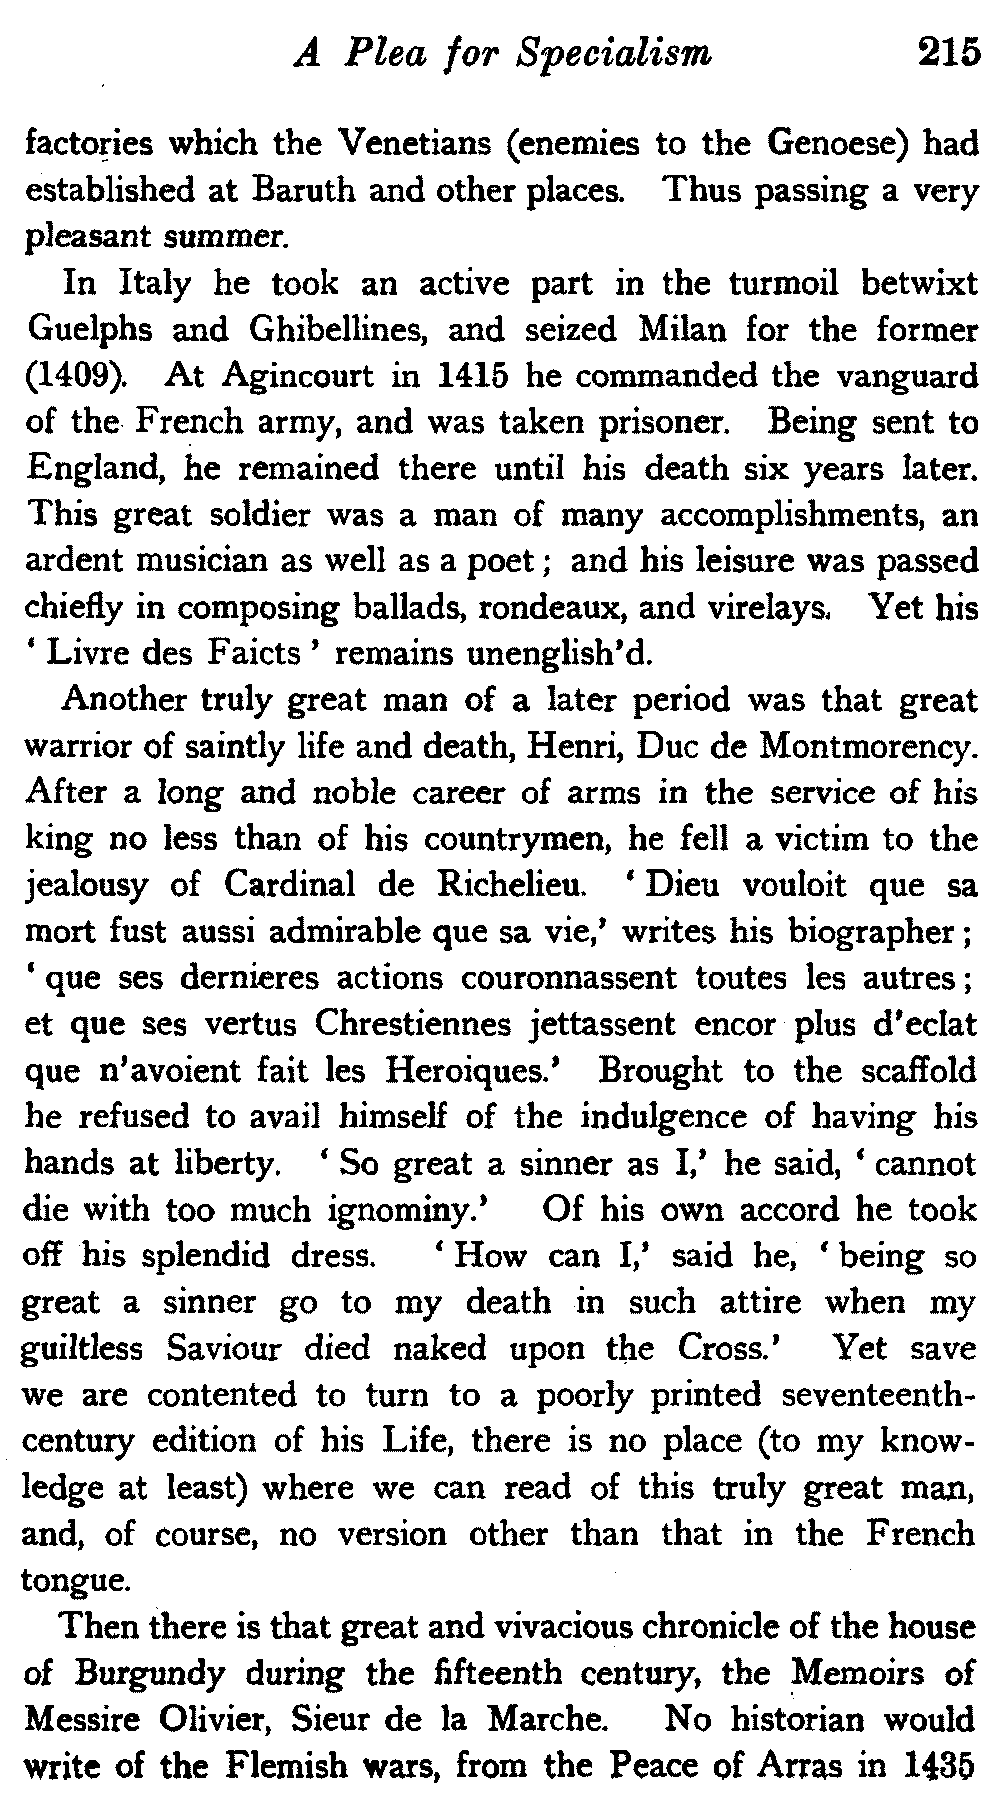 A Plea for Specialism 215
factories which the Venetians (enemies to the Genoese) had
established at Baruth and other places. Thus passing a very
pleasant summer.
In Italy he took an active part in the turmoil betwixt
Guelphs and Ghibellines, and seized Milan for the former
(1409). At Agincourt in 1415 he commanded the vanguard
of the French army, and was taken prisoner. Being sent to
England, he remained there until his death six years later.
This great soldier was a man of many accomplishments, an
ardent musician as well as a poet ; and his leisure was passed
chiefly in composing ballads, rondeaux, and virelays. Yet his
‘ Livre des Faicts ’ remains unenglish’d.
Another truly great man of a later period was that great
warrior of saintly life and death, Henri, Duc de Montmorency.
After a long and noble career of arms in the service of his
king no less than of his countrymen, he fell a victim to the
jealousy of Cardinal de Richelieu. ‘ Dieu vouloit que sa
mort fust aussi admirable que sa vie,’ writes his biographer ;
‘ que ses dernieres actions couronnassent toutes les autres ;
et que ses vertus Chrestiennes jettassent encor plus d’eclat
que n’avoient fait les Heroiques.’ Brought to the scaffold
he refused to avail himself of the indulgence of having his
hands at liberty. ‘ So great a sinner as I,’ he said, ‘ cannot
die with too much ignominy.’ Of his own accord he took
off his splendid dress. ‘ How can I,’ said he, ‘ being so
great a sinner go to my death in such attire when my
guiltless Saviour died naked upon the Cross.’ Yet save
we are contented to turn to a poorly printed seventeenth-
century edition of his Life, there is no place (to my know-
ledge at least) where we can read of this truly great man,
and, of course, no version other than that in the French
tongue.
Then there is that great and vivacious chronicle of the house
of Burgundy during the fifteenth century, the Memoirs of
Messire Olivier, Sieur de la Marche. No historian would
write of the Flemish wars, from the Peace of Arras in 1435